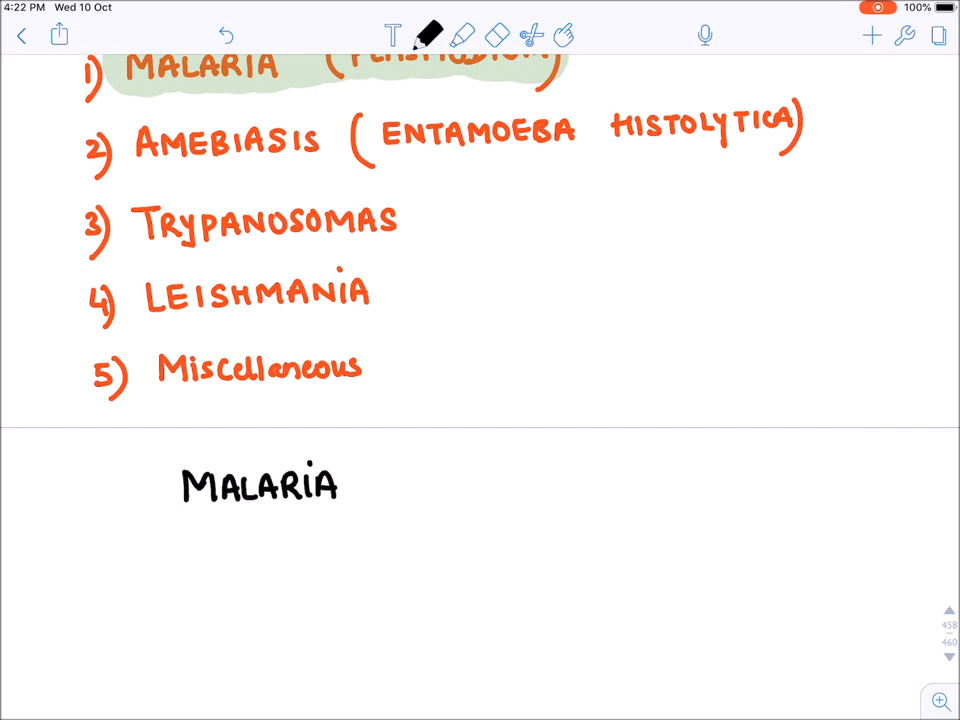 4:22 PM Wed 10 Oct 100%
T
1) MALARIA (PLASMODIUM)
2) AMEBIASIS (ENTAMOEBA HISTOLYTICA)
3) TRYPANOSOMAS
4) LEISHMANiA
5) Miscellaneous
MALARiA
458
460